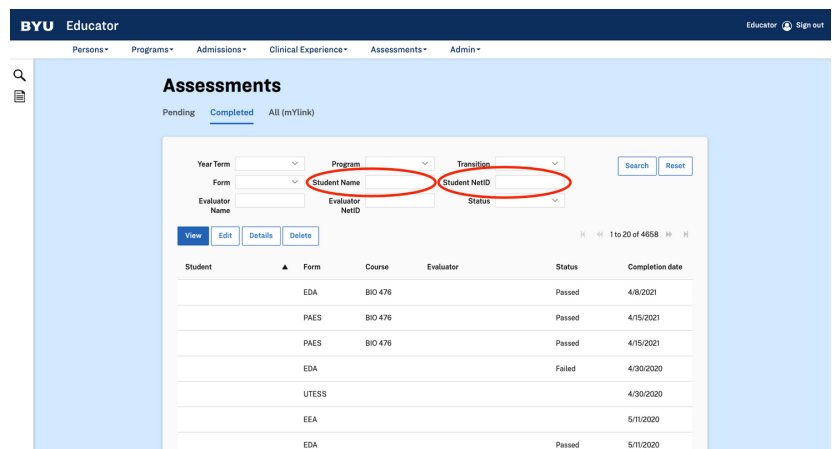 BYU Educator Educator Sign out
Persons Programs Admissions Clinical Experience Assessments Admin
Assessments
Pending Completed All (mYlink)
Year Term Program Transition Search Reset
Form Student Name Student NetID
Evaluator Name Evaluator NetID Status
View Edit Details Delete 1 to 20 of 4658
Student Form Course Evaluator Status Completion date
EDA BIO 476 Passed 4/8/2021
PAES BIO 476 Passed 4/15/2021
PAES BIO 476 Passed 4/15/2021
EDA Failed 4/30/2020
UTESS 4/30/2020
EEA 5/11/2020
EDA Passed 5/11/2020